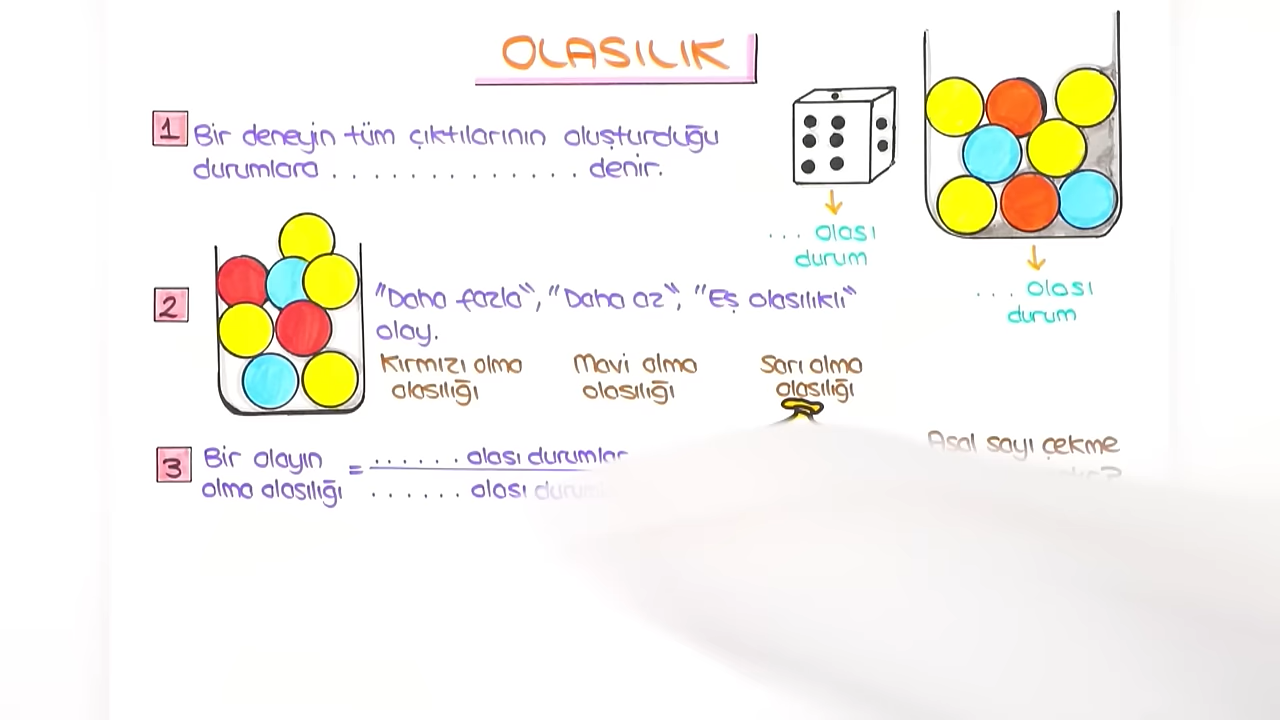 OLASILIK
1 Bir deneyin tüm çıktılarının oluşturduğu
durumlara . . . . . . . . . . . . . denir.
. . . olası
durum
. . . olası
durum
2 "Daha fazla", "Daha az", "Eş olasılıklı"
olay.
Kırmızı olma
olasılığı
Mavi olma
olasılığı
Sarı olma
olasılığı
3 Bir olayın
olma olasılığı
= . . . . . . olası durumlar
. . . . . . olası
Asal sayı çekme